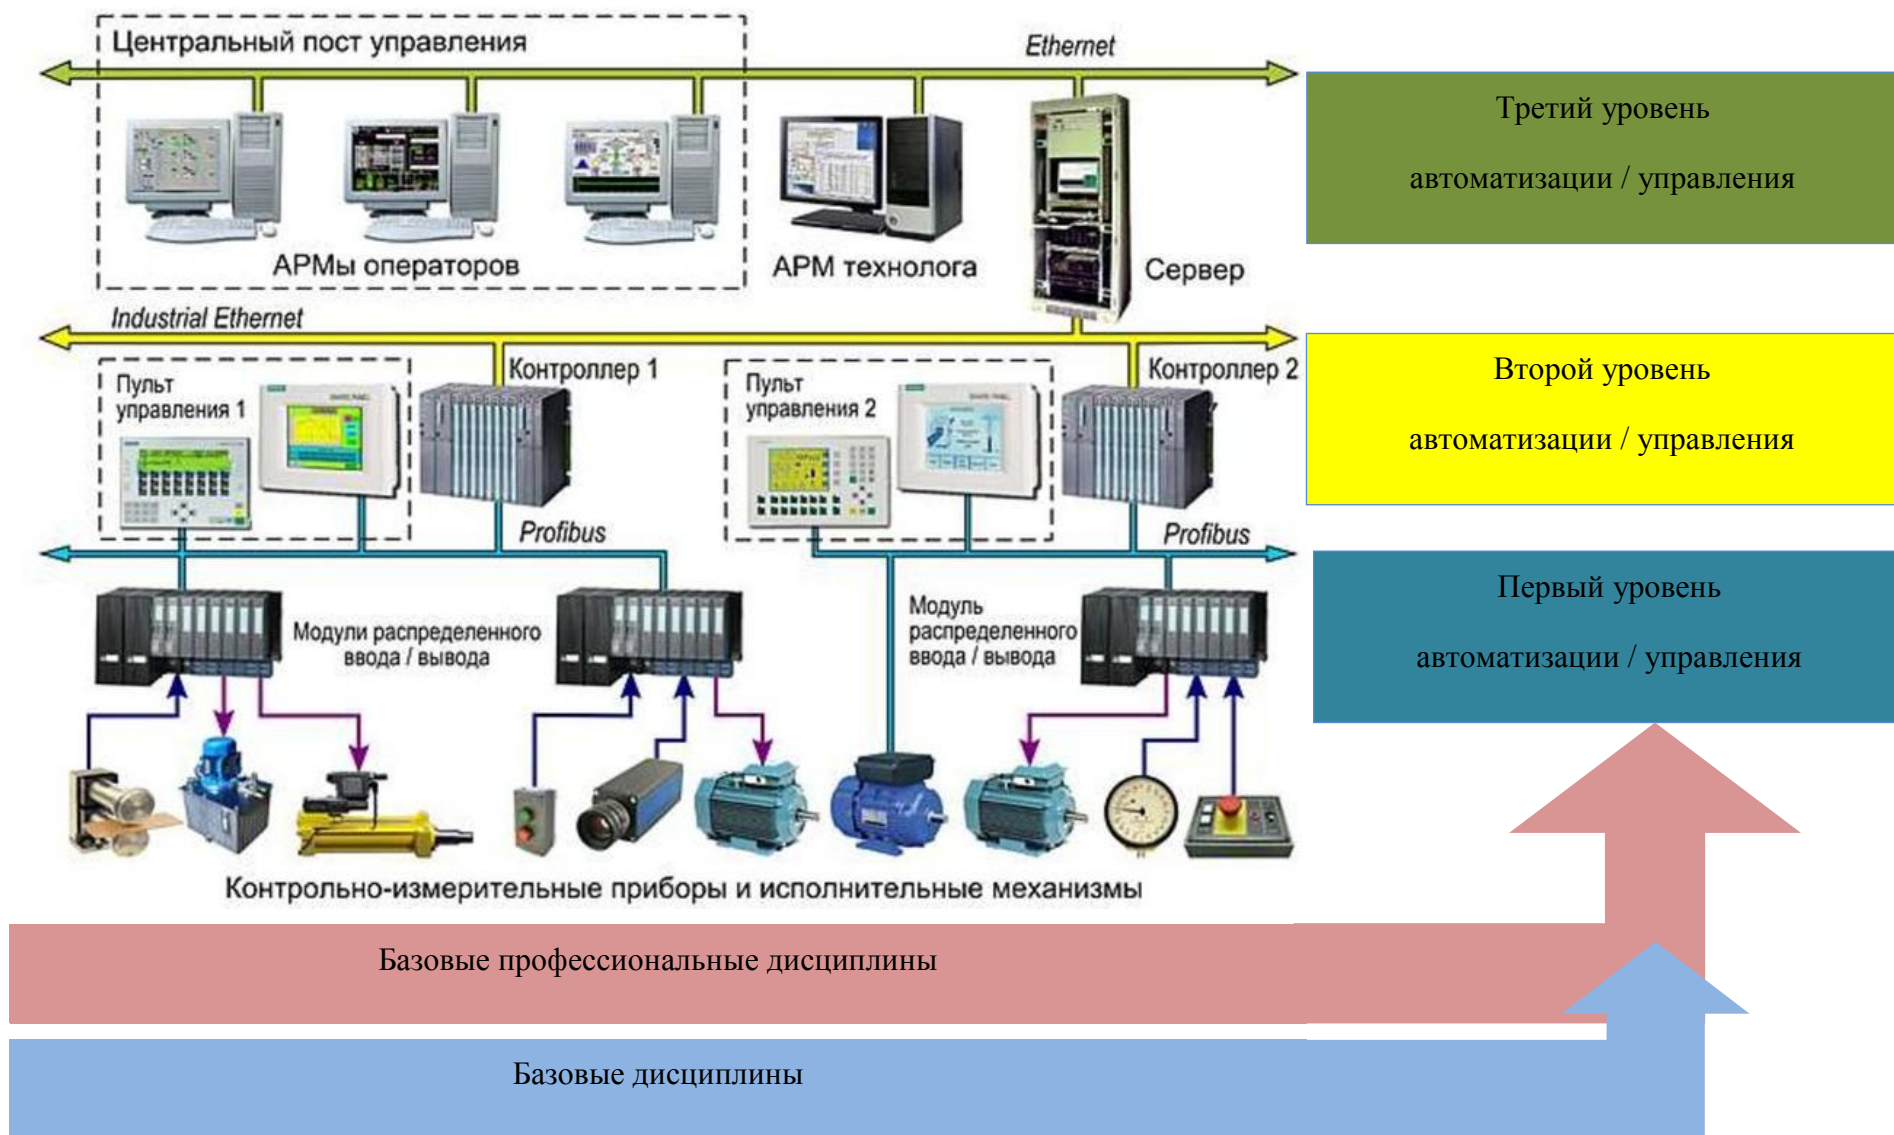 Центральный пост управления
Ethernet
АРМы операторов
АРМ технолога
Сервер
Третий уровень
автоматизации / управления
Industrial Ethernet
Пульт
управления 1
Контроллер 1
Пульт
управления 2
Контроллер 2
Второй уровень
автоматизации / управления
Profibus
Profibus
Модули распределенного
ввода / вывода
Модуль
распределенного
ввода / вывода
Первый уровень
автоматизации / управления
Контрольно-измерительные приборы и исполнительные механизмы
Базовые профессиональные дисциплины
Базовые дисциплины